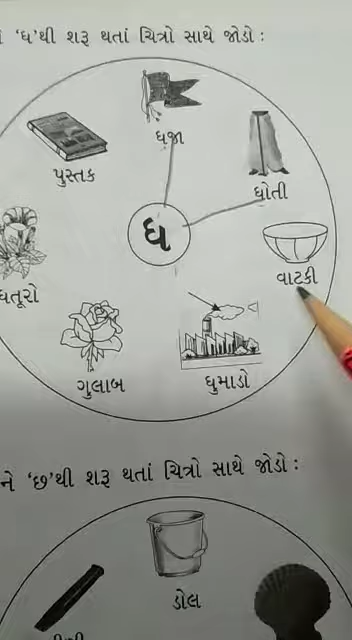 'ધ'થી શરૂ થતાં ચિત્રો સાથે જોડો :
ધજા
પુસ્તક
ધોતી
ધ
વાટકી
ધતૂરો
ગુલાબ
ધુમાડો
ને 'છ'થી શરૂ થતાં ચિત્રો સાથે જોડો :
ડોલ